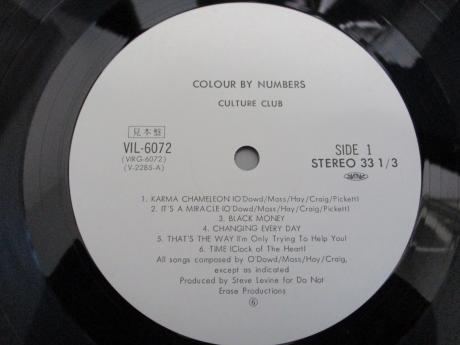 COLOUR BY NUMBERS
CULTURE CLUB
見本盤
VIL-6072
(VIRG-6072)
(V-2285-A)
SIDE 1
STEREO 33 1/3
1. KARMA CHAMELEON (O'Dowd/Moss/Hay/Craig/Pickett)
2. IT'S A MIRACLE (O'Dowd/Moss/Hay/Craig/Pickett)
3. BLACK MONEY
4. CHANGING EVERY DAY
5. THAT'S THE WAY (I'm Only Trying To Help You)
6. TIME (Clock of The Heart)
All songs composed by O'Dowd/Moss/Hay/Craig,
except as indicated
Produced by Steve Levine for Do Not
Erase Productions
⑥